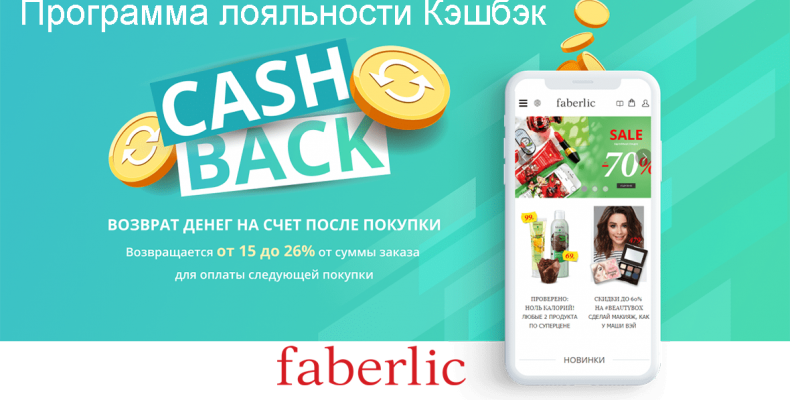 Программа лояльности Кэшбэк
CASH
BACK
ВОЗВРАТ ДЕНЕГ НА СЧЕТ ПОСЛЕ ПОКУПКИ
Возвращается от 15 до 26% от суммы заказа
для оплаты следующей покупки
faberlic
faberlic
SALE
-70%
99.
69.
ПРОВЕРЕНО:
НОЛЬ КАЛОРИЙ!
ЛЮБЫЕ 2 ПРОДУКТА
ПО СУПЕРЦЕНЕ
СКИДКИ ДО 60%
НА #BEAUTYBOX
СДЕЛАЙ МАКИЯЖ, КАК
У МАШИ ВЭЙ
НОВИНКИ